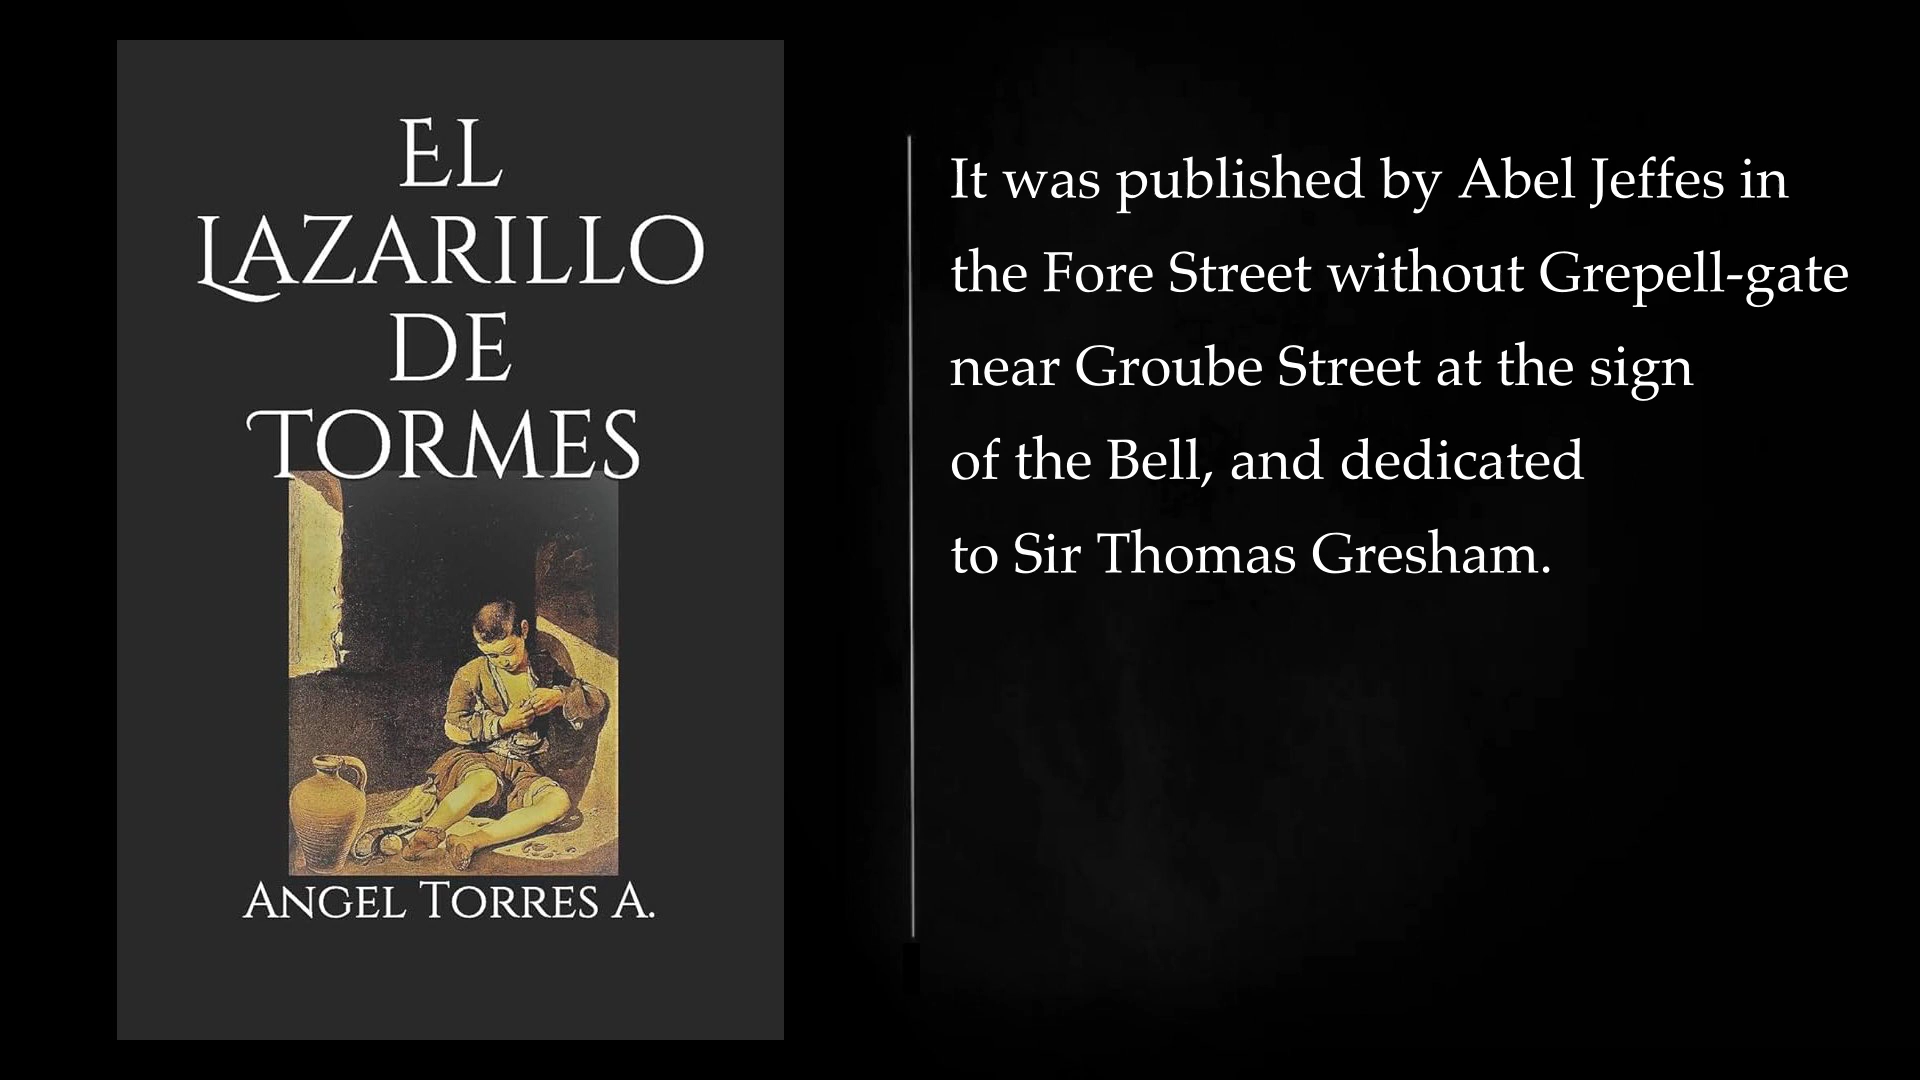 EL
LAZARILLO
DE
TORMES
ANGEL TORRES A.
It was published by Abel Jeffes in
the Fore Street without Grepell-gate
near Groube Street at the sign
of the Bell, and dedicated
to Sir Thomas Gresham.